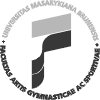 UNIVERSITAS MASARYKIANA BRUNENSIS
FACULTAS ARTIS GYMNASTICAE AC SPORTIVAE